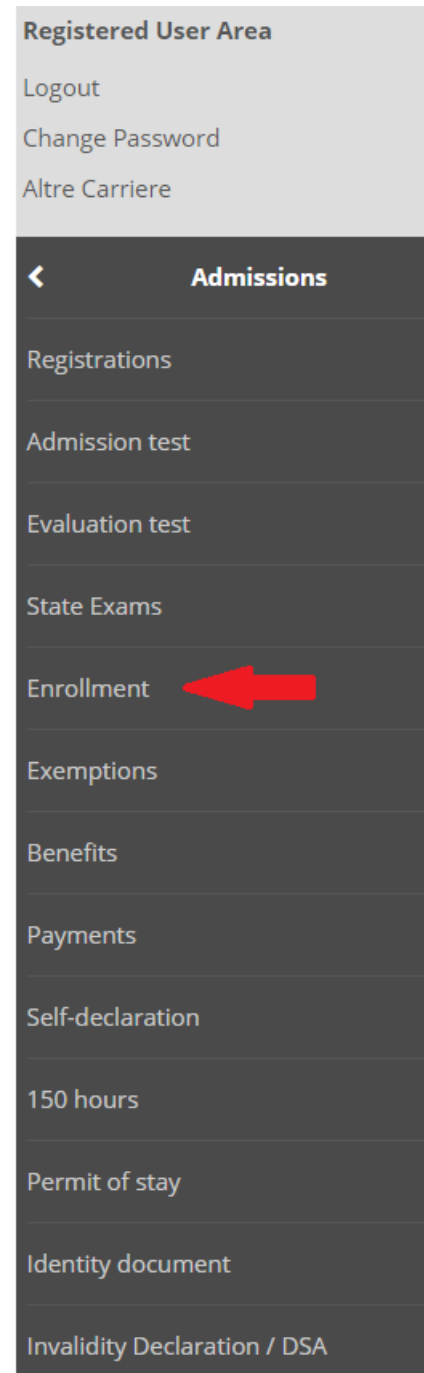 Registered User Area
Logout
Change Password
Altre Carriere
Admissions
Registrations
Admission test
Evaluation test
State Exams
Enrollment
Exemptions
Benefits
Payments
Self-declaration
150 hours
Permit of stay
Identity document
Invalidity Declaration / DSA